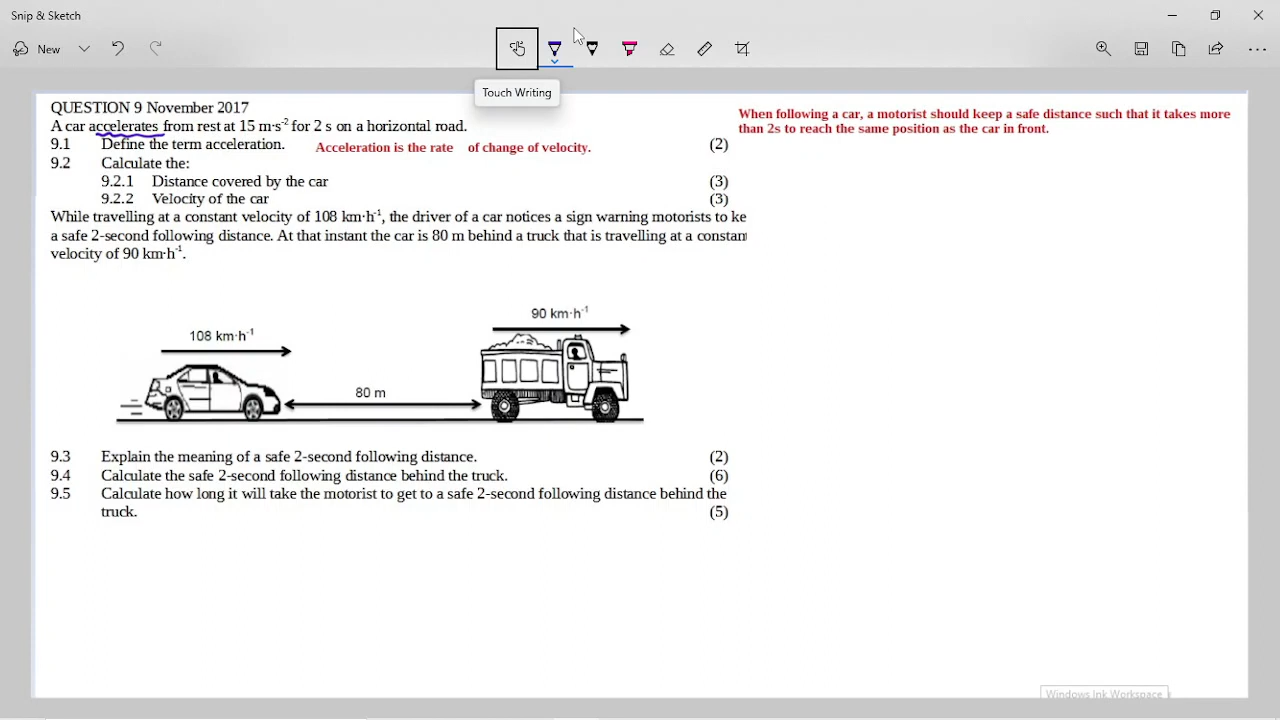 Snip & Sketch
New
Touch Writing
QUESTION 9 November 2017
A car accelerates from rest at 15 m·s-2 for 2 s on a horizontal road.
9.1 Define the term acceleration. Acceleration is the rate of change of velocity. (2)
9.2 Calculate the:
9.2.1 Distance covered by the car (3)
9.2.2 Velocity of the car (3)
While travelling at a constant velocity of 108 km·h-1, the driver of a car notices a sign warning motorists to ke
a safe 2-second following distance. At that instant the car is 80 m behind a truck that is travelling at a constant
velocity of 90 km·h-1.
When following a car, a motorist should keep a safe distance such that it takes more
than 2s to reach the same position as the car in front.
90 km·h-1
108 km·h-1
80 m
9.3 Explain the meaning of a safe 2-second following distance. (2)
9.4 Calculate the safe 2-second following distance behind the truck. (6)
9.5 Calculate how long it will take the motorist to get to a safe 2-second following distance behind the
truck. (5)
Windows Ink Workspace